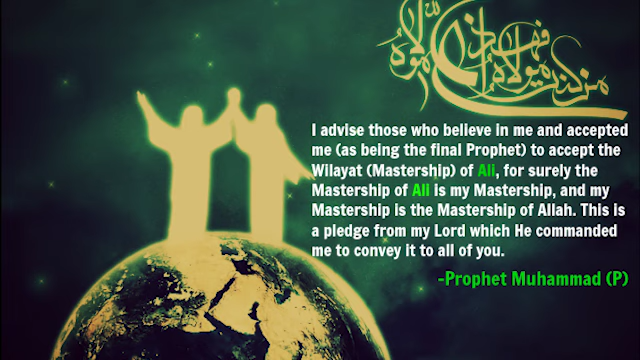 من كنت مولاه فهذا علي مولاه
I advise those who believe in me and accepted
me (as being the final Prophet) to accept the
Wilayat (Mastership) of Ali, for surely the
Mastership of Ali is my Mastership, and my
Mastership is the Mastership of Allah. This is
a pledge from my Lord which He commanded
me to convey it to all of you.
-Prophet Muhammad (P)